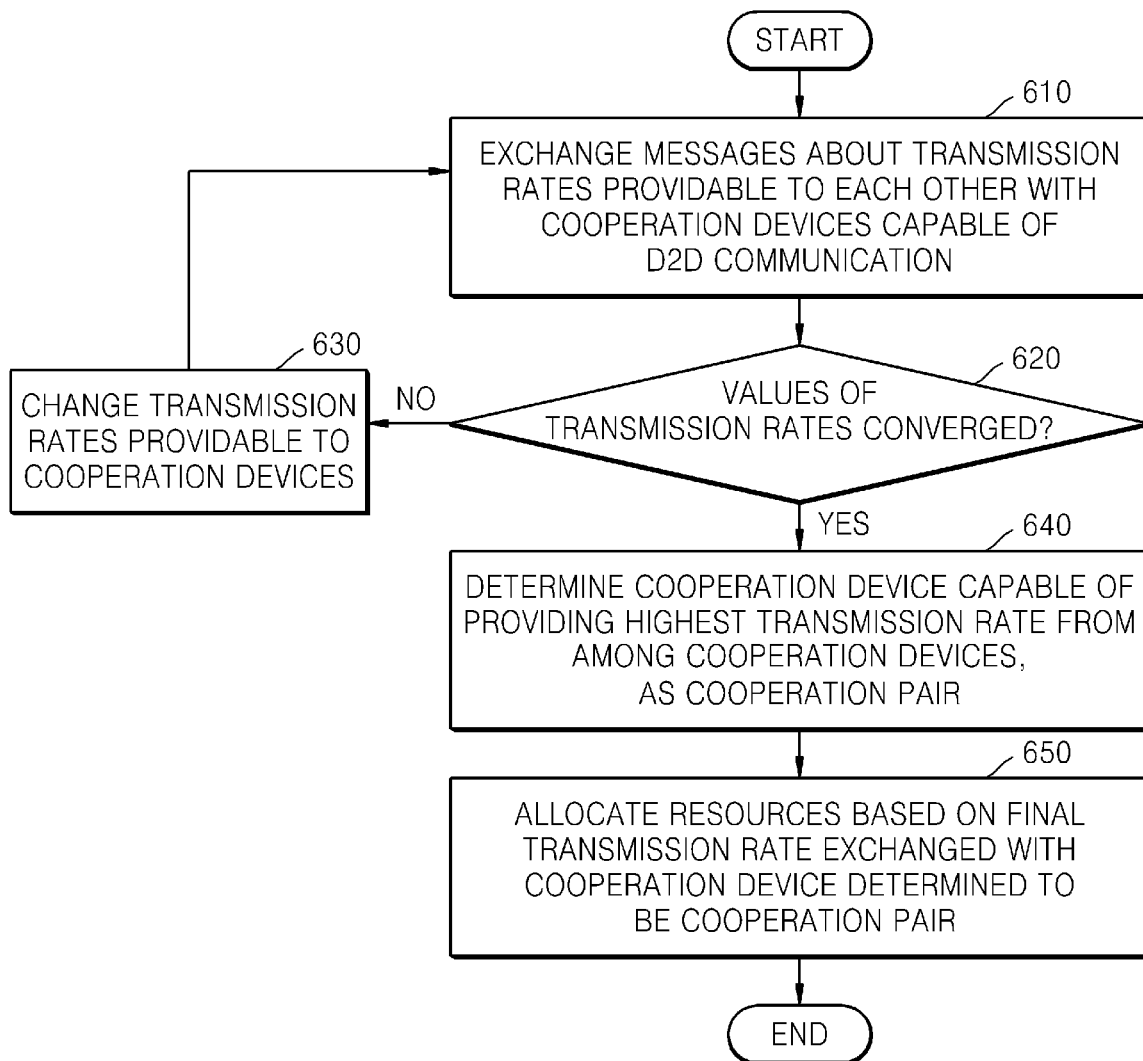 START
610
EXCHANGE MESSAGES ABOUT TRANSMISSION
RATES PROVIDABLE TO EACH OTHER WITH
COOPERATION DEVICES CAPABLE OF
D2D COMMUNICATION
630
CHANGE TRANSMISSION
RATES PROVIDABLE TO
COOPERATION DEVICES
NO
620
VALUES OF
TRANSMISSION RATES CONVERGED?
YES
640
DETERMINE COOPERATION DEVICE CAPABLE OF
PROVIDING HIGHEST TRANSMISSION RATE FROM
AMONG COOPERATION DEVICES,
AS COOPERATION PAIR
650
ALLOCATE RESOURCES BASED ON FINAL
TRANSMISSION RATE EXCHANGED WITH
COOPERATION DEVICE DETERMINED TO
BE COOPERATION PAIR
END